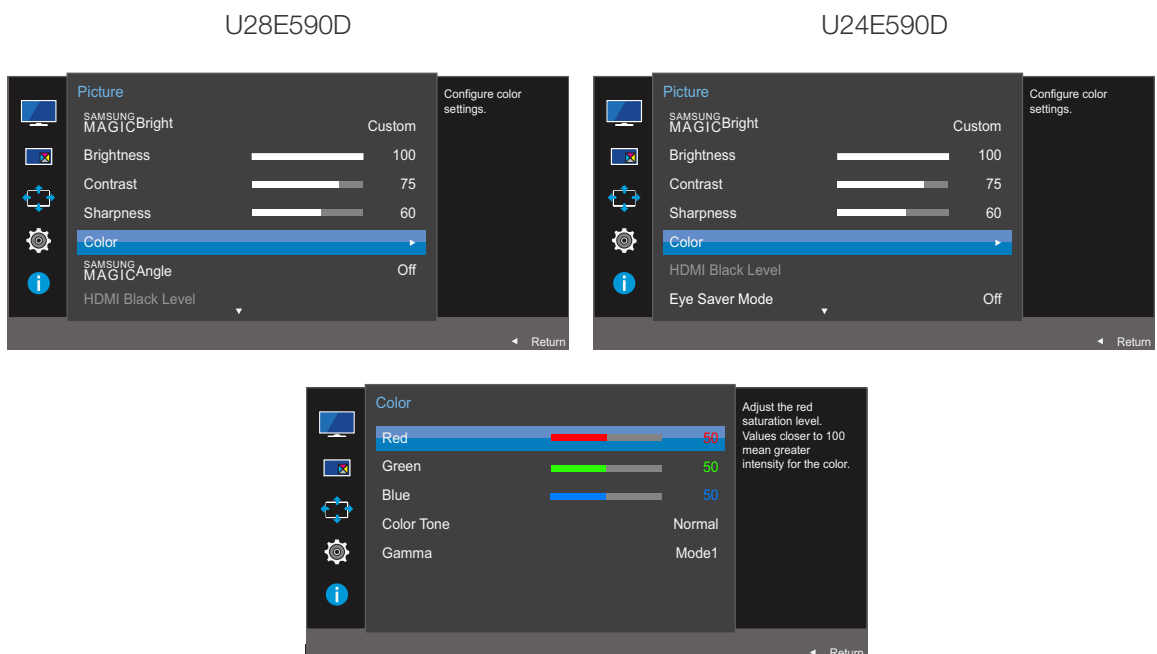 U28E590D
Picture
SAMSUNG MAGIC Bright Custom
Brightness 100
Contrast 75
Sharpness 60
Color
SAMSUNG MAGIC Angle Off
HDMI Black Level
Configure color
settings.
Return
U24E590D
Picture
SAMSUNG MAGIC Bright Custom
Brightness 100
Contrast 75
Sharpness 60
Color
HDMI Black Level
Eye Saver Mode Off
Configure color
settings.
Return
Color
Red 50
Green 50
Blue 50
Color Tone Normal
Gamma Mode1
Adjust the red
saturation level.
Values closer to 100
mean greater
intensity for the color.
Return